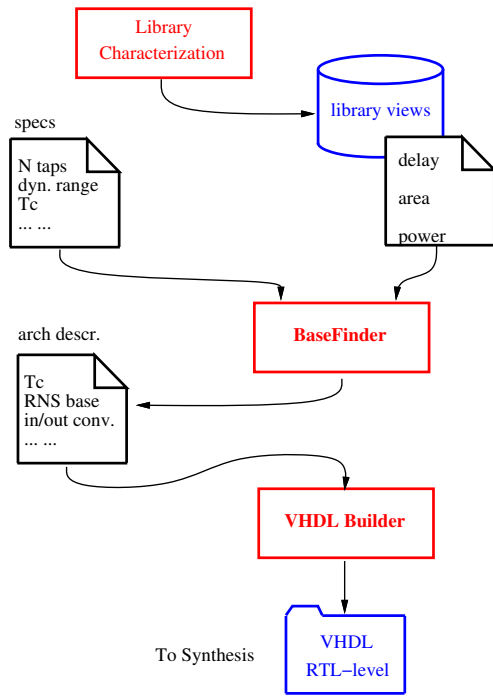 Library
Characterization
library views
specs
N taps
dyn. range
Tc
... ...
delay
area
power
BaseFinder
arch descr.
Tc
RNS base
in/out conv.
... ...
VHDL Builder
To Synthesis
VHDL
RTL−level